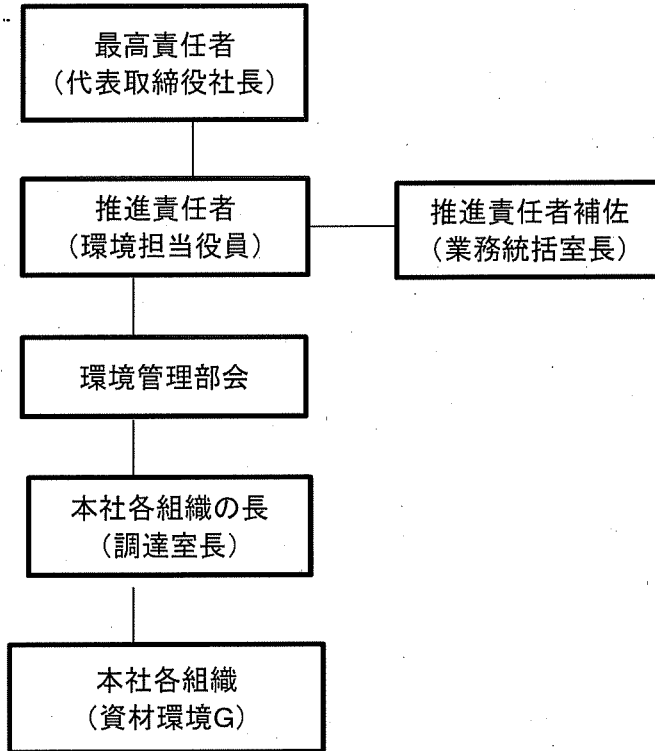 最高責任者
（代表取締役社長）
推進責任者
（環境担当役員）
推進責任者補佐
（業務統括室長）
環境管理部会
本社各組織の長
（調達室長）
本社各組織
（資材環境G）